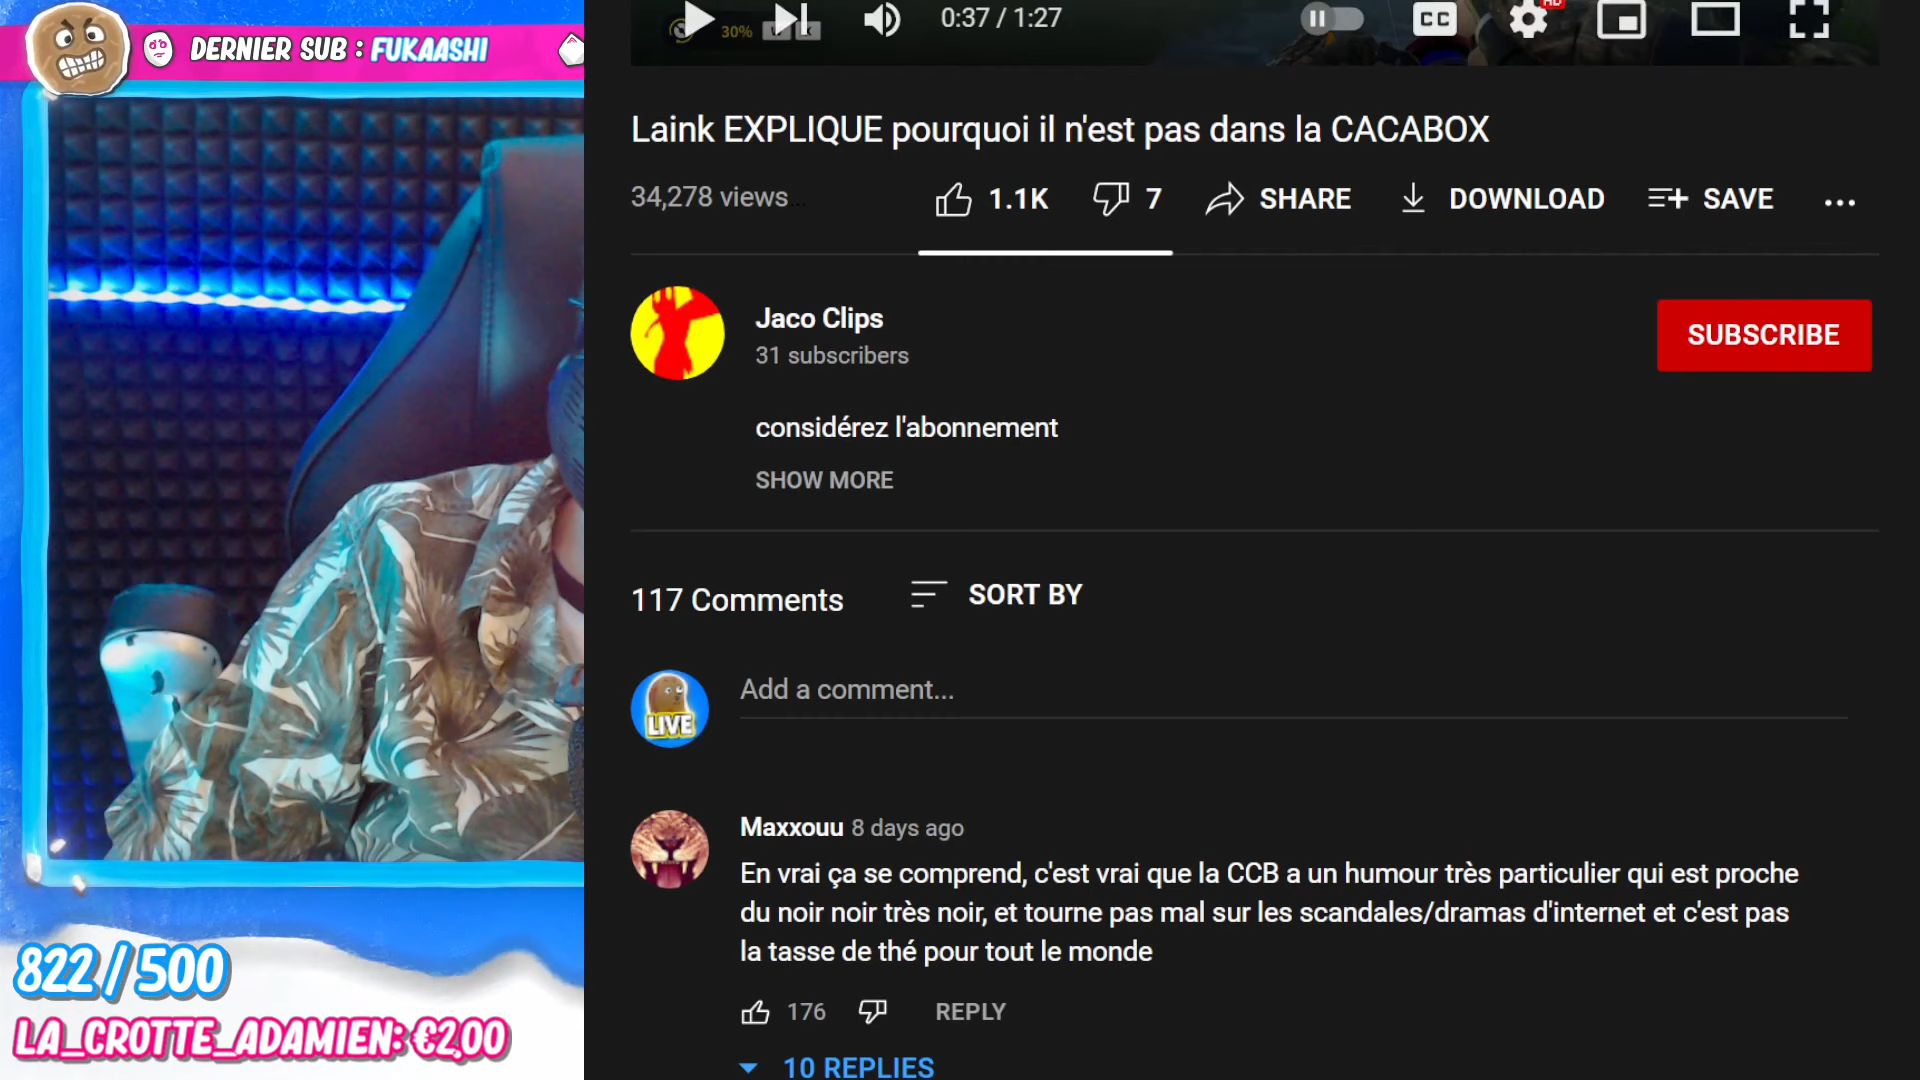 DERNIER SUB : FUKAASHI
30%
0:37 / 1:27
CC
HD
Laink EXPLIQUE pourquoi il n'est pas dans la CACABOX
34,278 views
1.1K
7
SHARE
DOWNLOAD
SAVE
Jaco Clips
31 subscribers
SUBSCRIBE
considérez l'abonnement
SHOW MORE
117 Comments
SORT BY
LIVE
Add a comment...
Maxxouu 8 days ago
En vrai ça se comprend, c'est vrai que la CCB a un humour très particulier qui est proche
du noir noir très noir, et tourne pas mal sur les scandales/dramas d'internet et c'est pas
la tasse de thé pour tout le monde
176
REPLY
10 REPLIES
822 / 500
LA_CROTTE_ADAMIEN: €2,00